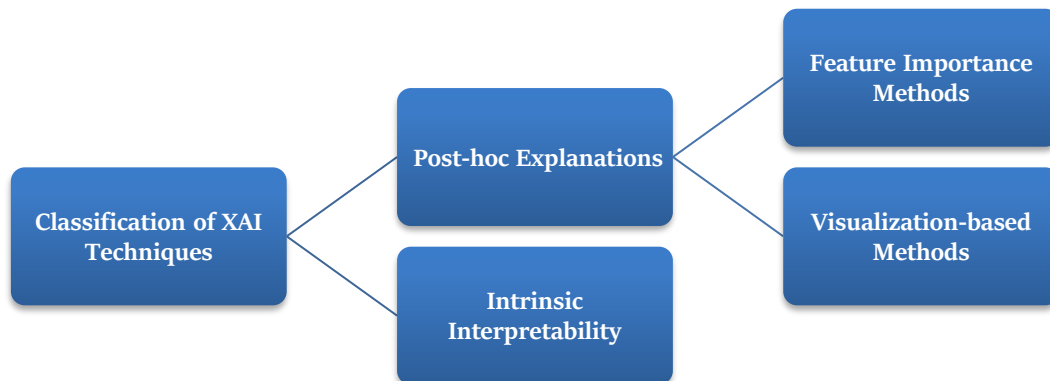 Classification of XAI
Techniques
Post-hoc Explanations
Intrinsic
Interpretability
Feature Importance
Methods
Visualization-based
Methods